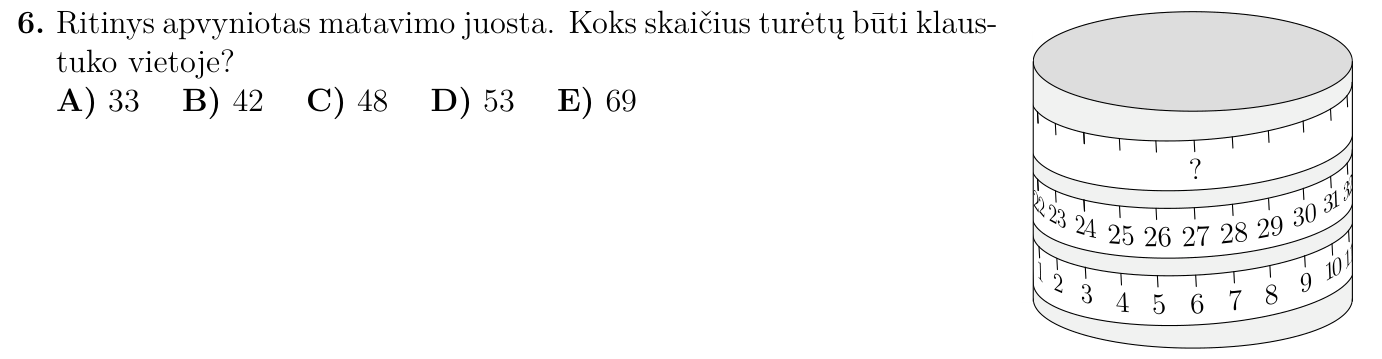 6. Ritinys apvyniotas matavimo juosta. Koks skaičius turėtų būti klaus-
tuko vietoje?
A) 33 B) 42 C) 48 D) 53 E) 69
?
22 23 24 25 26 27 28 29 30 31
1 2 3 4 5 6 7 8 9 10